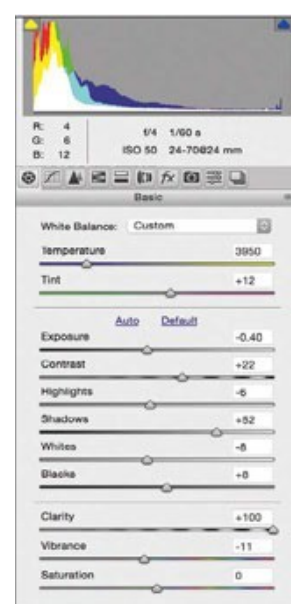 R: 4
G: 6
B: 12
f/4 1/60 s
ISO 50 24-70@24 mm
fx
Basic
White Balance: Custom
Temperature 3950
Tint +12
Auto Default
Exposure -0.40
Contrast +22
Highlights -6
Shadows +52
Whites -8
Blacks +8
Clarity +100
Vibrance -11
Saturation 0